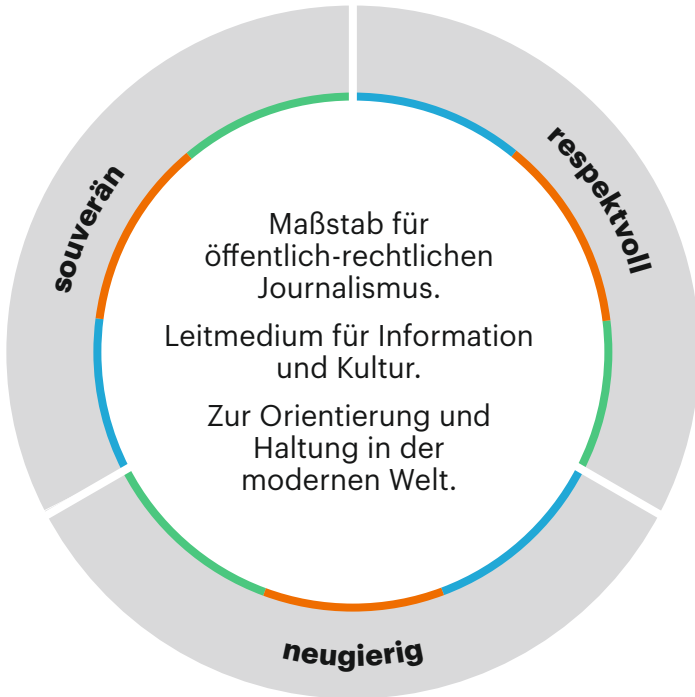 souverän
respektvoll
Maßstab für
öffentlich-rechtlichen
Journalismus.
Leitmedium für Information
und Kultur.
Zur Orientierung und
Haltung in der
modernen Welt.
neugierig